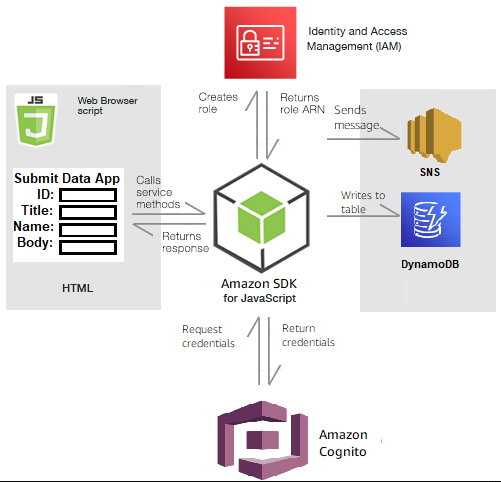 Identity and Access
Management (IAM)
Creates
role
Returns
role ARN
Sends
message
JS
Web Browser
script
SNS
Submit Data App
ID:
Title:
Name:
Body:
Calls
service
methods
Returns
response
Writes to
table
DynamoDB
Amazon SDK
for JavaScript
HTML
Request
credentials
Return
credentials
Amazon
Cognito